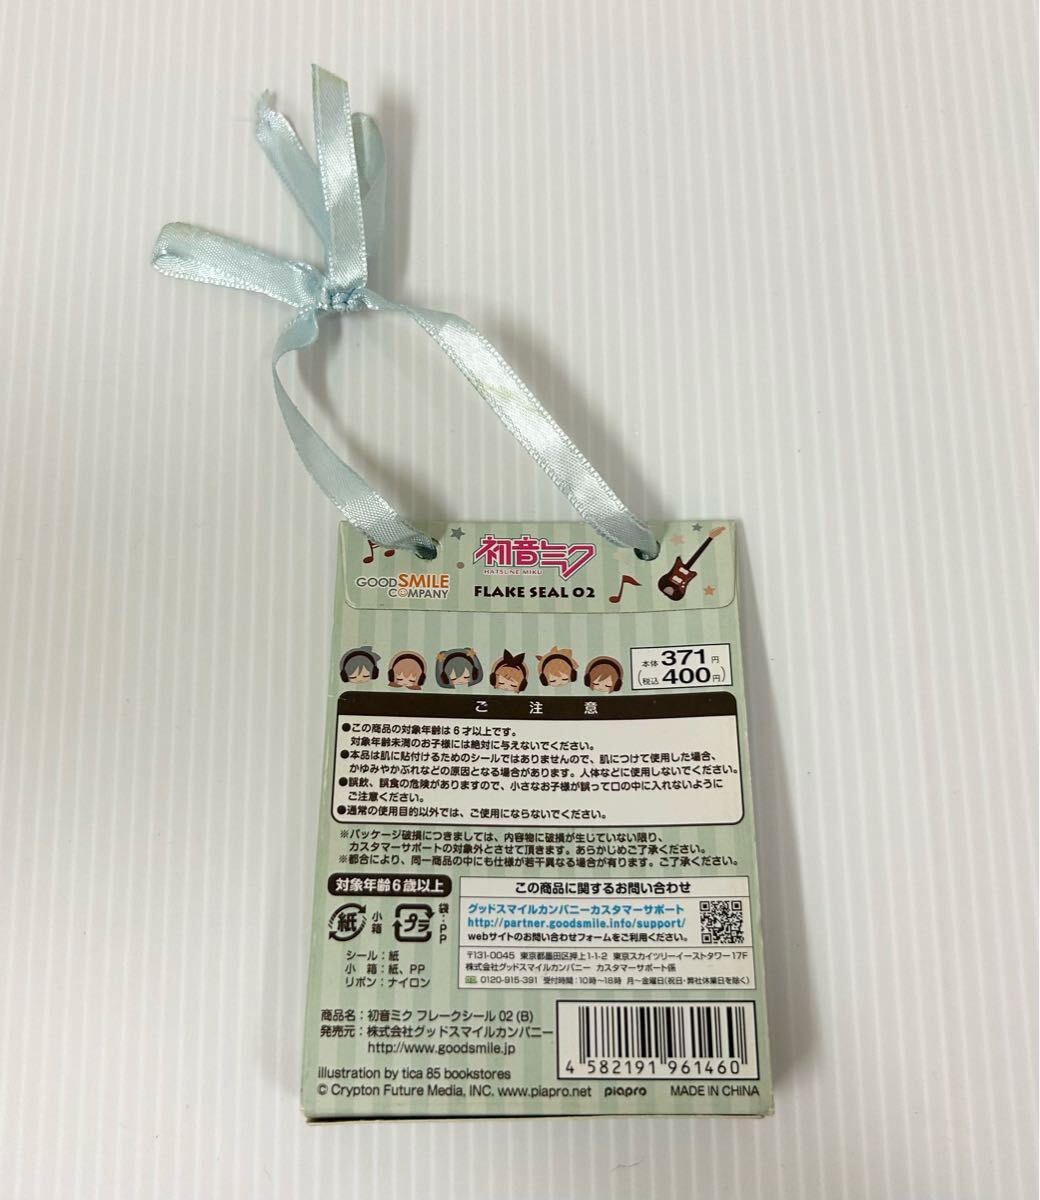 初音ミク
HATSUNE MIKU
GOOD SMILE
COMPANY
FLAKE SEAL 02
本体 371円
(税込 400円)
ご注意
●この商品の対象年齢は6才以上です。
対象年齢未満のお子様には絶対に与えないでください。
●本品は肌に貼付けるためのシールではありませんので、肌につけて使用した場合、
かゆみやかぶれなどの原因となる場合があります。人体などに使用しないでください。
●誤飲、誤食の危険がありますので、小さなお子様が誤って口の中に入れないように
ご注意ください。
●通常の使用目的以外では、ご使用にならないでください。
※パッケージ破損につきましては、内容物に破損が生じていない限り、
カスタマーサポートの対象外とさせて頂きます。あらかじめご了承ください。
※都合により、同一商品の中にも仕様が若干異なる場合が有ります。ご了承ください。
対象年齢6歳以上
紙 小箱 プラ 袋:PP
シール:紙
小　箱:紙、PP
リボン:ナイロン
この商品に関するお問い合わせ
グッドスマイルカンパニーカスタマーサポート
http://partner.goodsmile.info/support/
webサイトのお問い合わせフォームをご利用ください。
〒131-0045 東京都墨田区押上1-1-2 東京スカイツリーイーストタワー17F
株式会社グッドスマイルカンパニー カスタマーサポート係
0120-915-391 受付時間:10時〜18時 月〜金曜日(祝日・弊社休業日を除く)
商品名:初音ミク フレークシール 02 (B)
発売元:株式会社グッドスマイルカンパニー
http://www.goodsmile.jp
4 582191 961460
illustration by tica 85 bookstores
© Crypton Future Media, INC. www.piapro.net piapro MADE IN CHINA